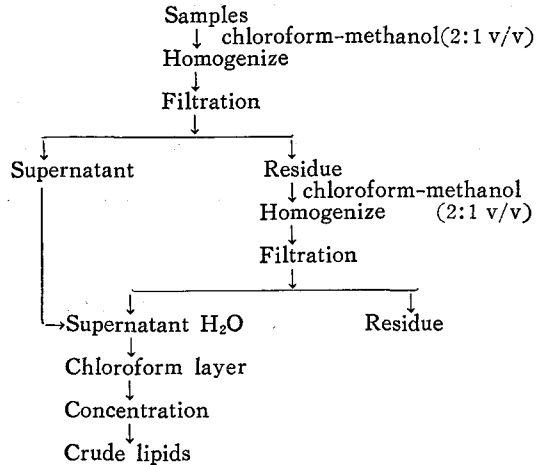 Samples
chloroform-methanol(2:1 v/v)
Homogenize
Filtration
Supernatant
Residue
chloroform-methanol
Homogenize (2:1 v/v)
Filtration
Supernatant H₂O
Residue
Chloroform layer
Concentration
Crude lipids